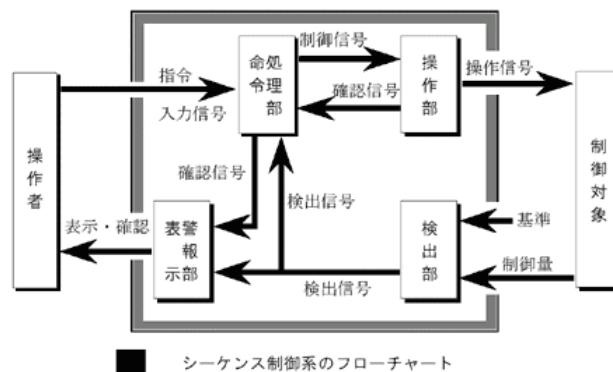 制御信号
命令処理部
操作部
指令
入力信号
確認信号
操作信号
操作者
確認信号
検出信号
制御対象
表示・確認
表示警報部
検出部
基準
制御量
検出信号
シーケンス制御系のフローチャート